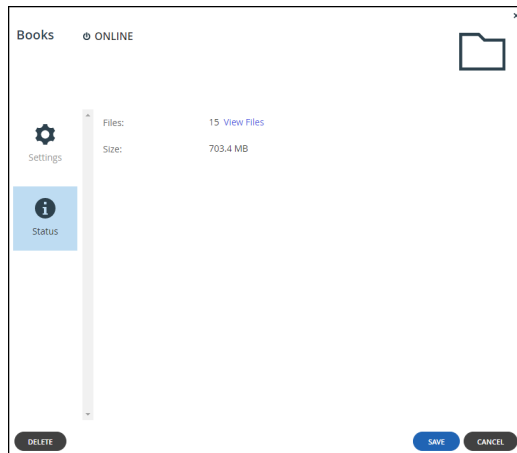 Books ONLINE
Files: 15 View Files
Settings
Size: 703.4 MB
Status
DELETE SAVE CANCEL